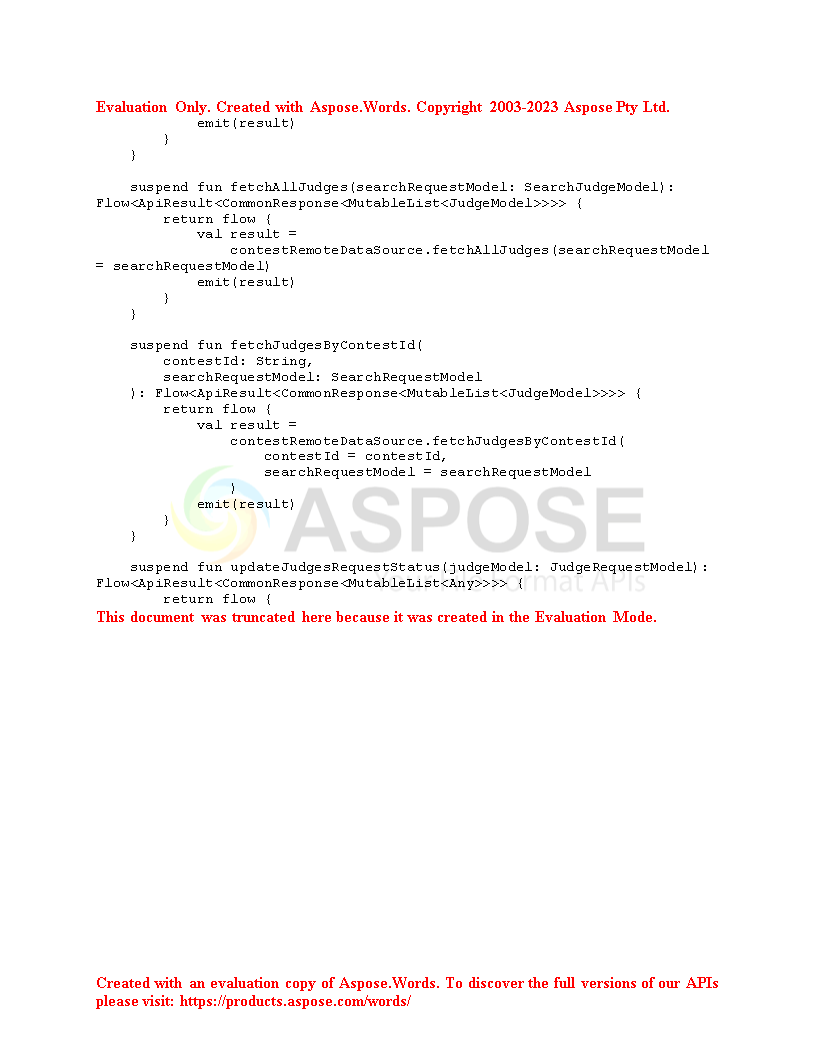 Evaluation Only. Created with Aspose.Words. Copyright 2003-2023 Aspose Pty Ltd.
            emit(result)
        }
    }

    suspend fun fetchAllJudges(searchRequestModel: SearchJudgeModel):
Flow<ApiResult<CommonResponse<MutableList<JudgeModel>>>> {
        return flow {
            val result =
                contestRemoteDataSource.fetchAllJudges(searchRequestModel
= searchRequestModel)
            emit(result)
        }
    }

    suspend fun fetchJudgesByContestId(
        contestId: String,
        searchRequestModel: SearchRequestModel
    ): Flow<ApiResult<CommonResponse<MutableList<JudgeModel>>>> {
        return flow {
            val result =
                contestRemoteDataSource.fetchJudgesByContestId(
                    contestId = contestId,
                    searchRequestModel = searchRequestModel
                )
            emit(result)
        }
    }
ASPOSE

    suspend fun updateJudgesRequestStatus(judgeModel: JudgeRequestModel):
Flow<ApiResult<CommonResponse<MutableList<Any>>>> {
APIs
        return flow {
This document was truncated here because it was created in the Evaluation Mode.
Created with an evaluation copy of Aspose.Words. To discover the full versions of our APIs
please visit: https://products.aspose.com/words/